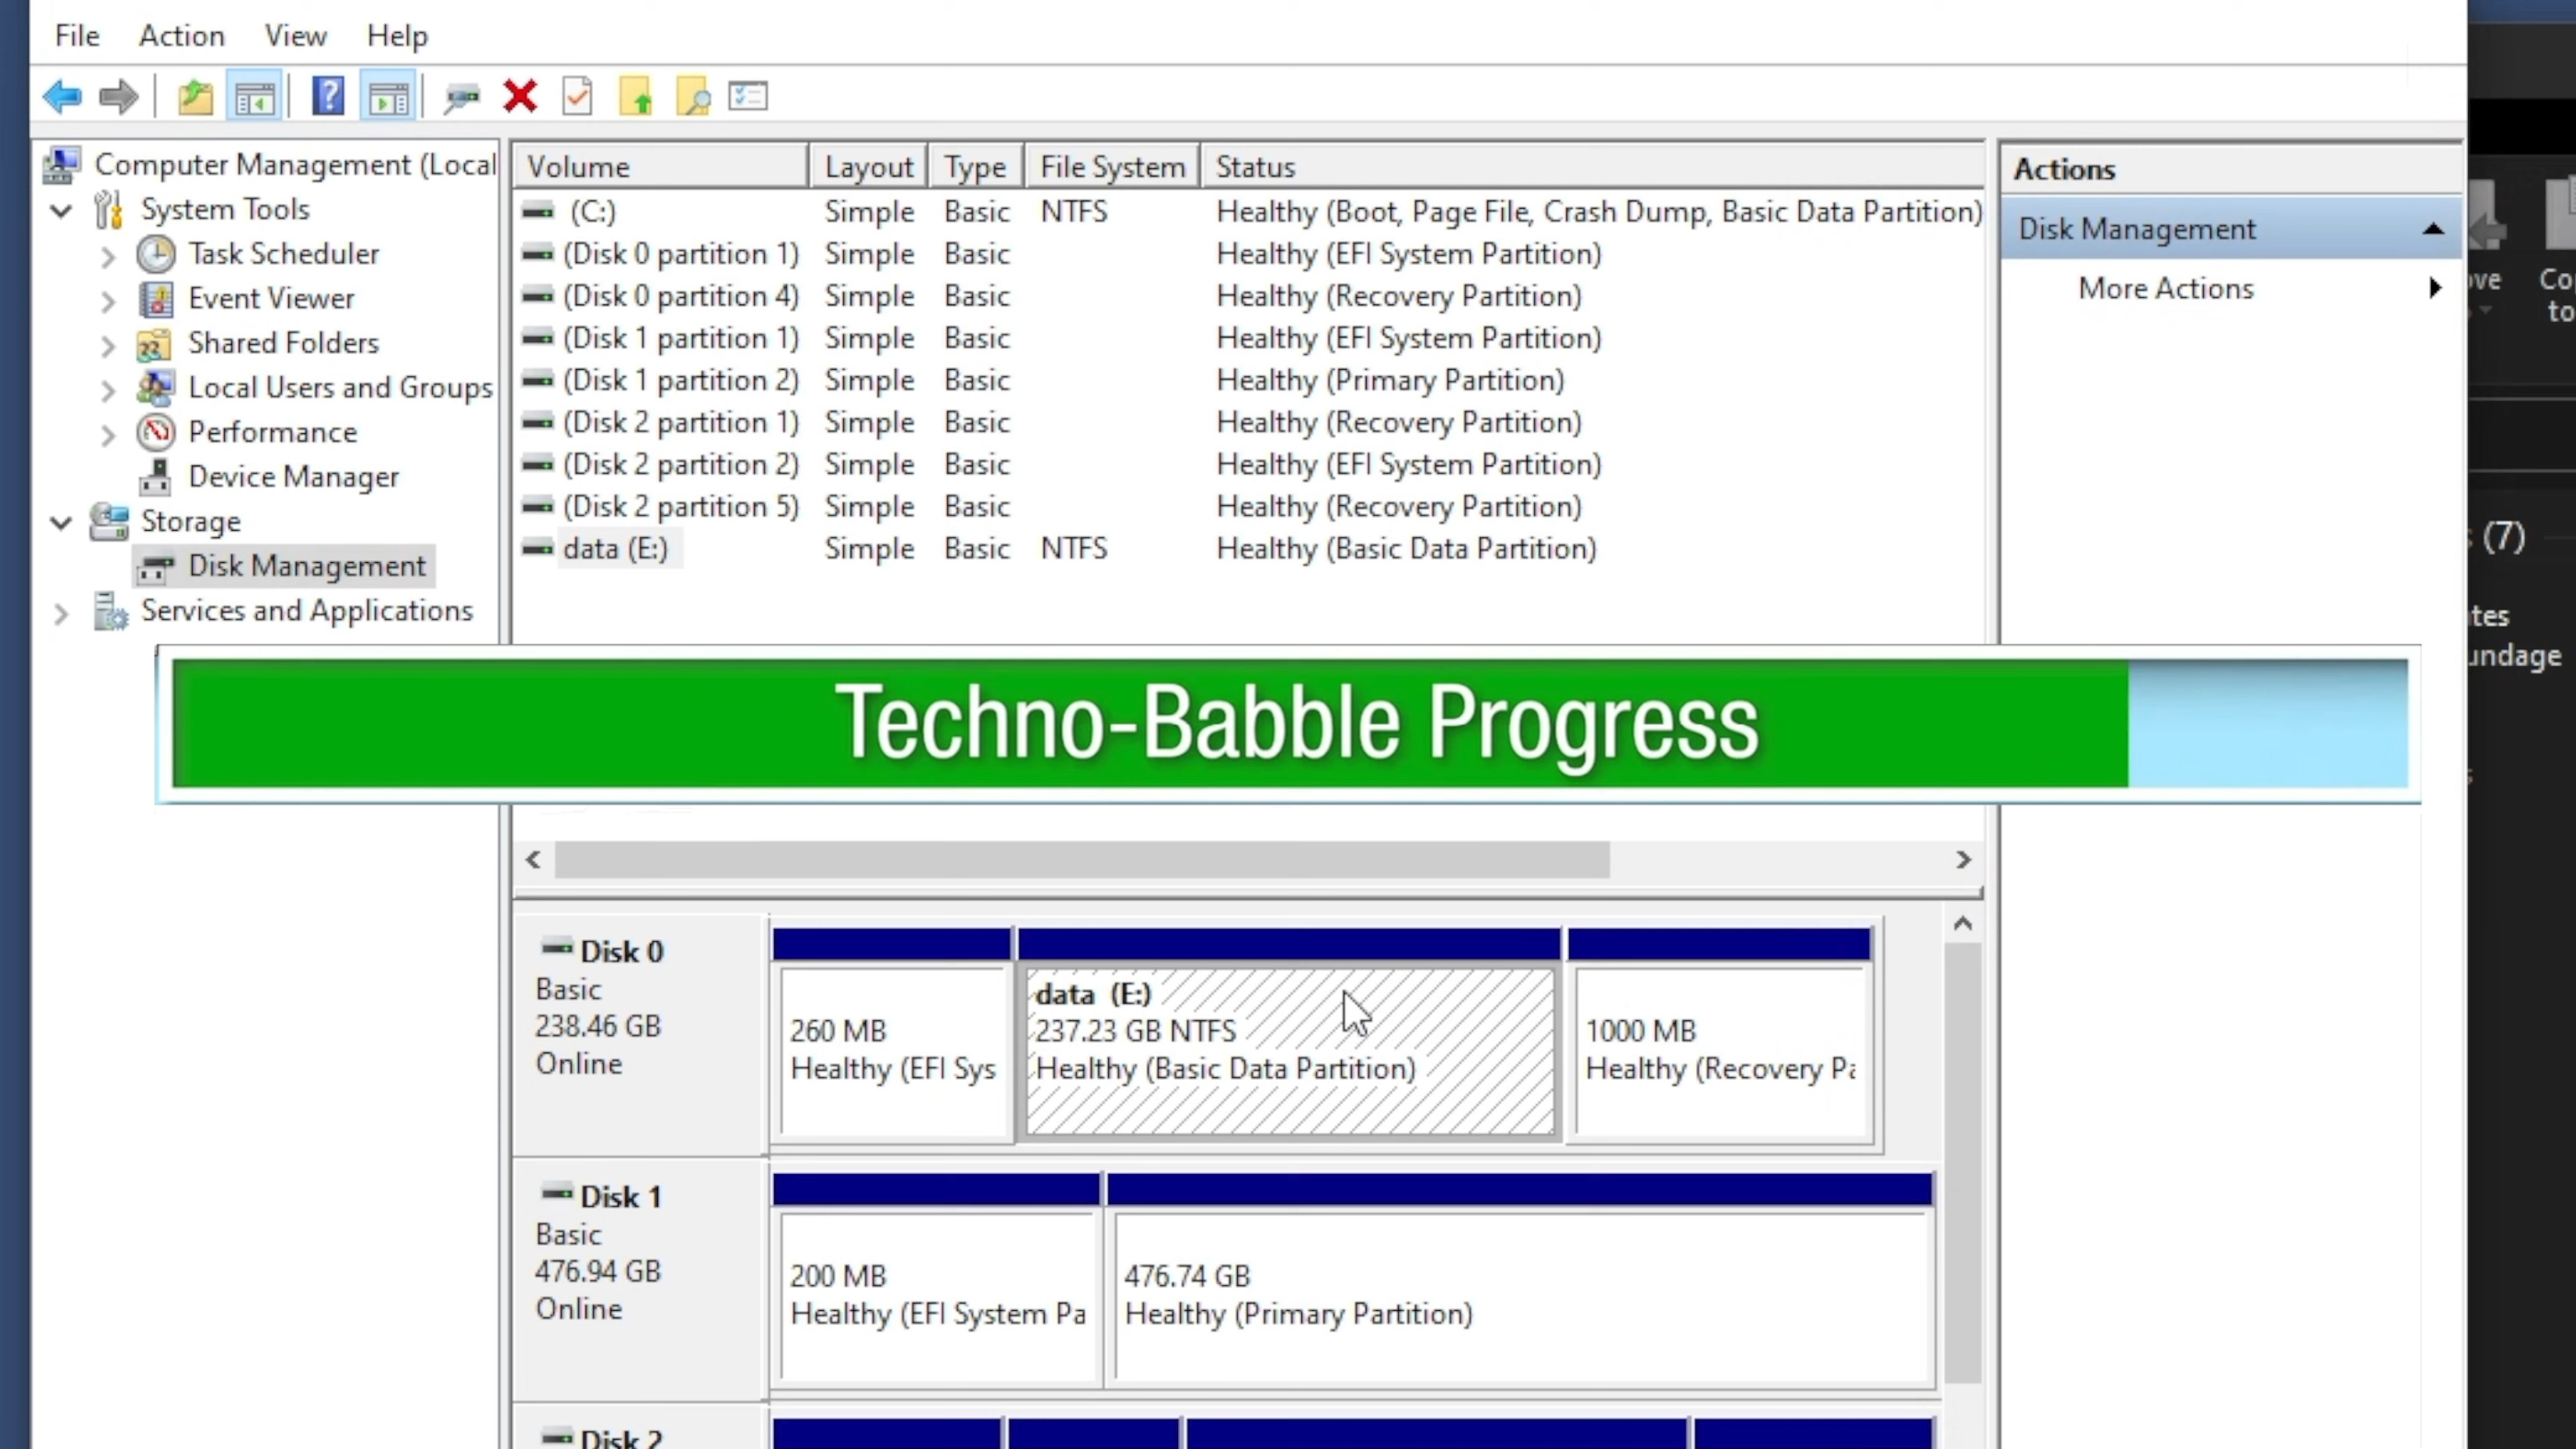 File Action View Help
Computer Management (Local
System Tools
Task Scheduler
Event Viewer
Shared Folders
Local Users and Groups
Performance
Device Manager
Storage
Disk Management
Services and Applications
Volume Layout Type File System Status
(C:) Simple Basic NTFS Healthy (Boot, Page File, Crash Dump, Basic Data Partition)
(Disk 0 partition 1) Simple Basic Healthy (EFI System Partition)
(Disk 0 partition 4) Simple Basic Healthy (Recovery Partition)
(Disk 1 partition 1) Simple Basic Healthy (EFI System Partition)
(Disk 1 partition 2) Simple Basic Healthy (Primary Partition)
(Disk 2 partition 1) Simple Basic Healthy (Recovery Partition)
(Disk 2 partition 2) Simple Basic Healthy (EFI System Partition)
(Disk 2 partition 5) Simple Basic Healthy (Recovery Partition)
data (E:) Simple Basic NTFS Healthy (Basic Data Partition)
Actions
Disk Management
More Actions
(7)
Techno-Babble Progress
Disk 0
Basic
238.46 GB
Online
260 MB
Healthy (EFI Sys
data (E:)
237.23 GB NTFS
Healthy (Basic Data Partition)
1000 MB
Healthy (Recovery Pa
Disk 1
Basic
476.94 GB
Online
200 MB
Healthy (EFI System Pa
476.74 GB
Healthy (Primary Partition)
Disk 2